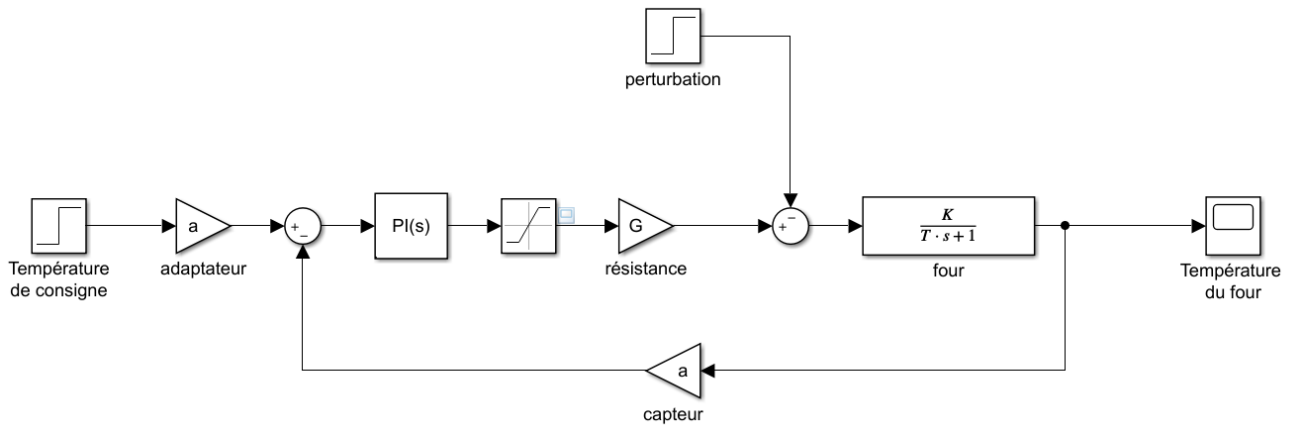 perturbation
a
+
−
PI(s)
G
−
+
K
T · s + 1
Température
de consigne
adaptateur
résistance
four
Température
du four
a
capteur